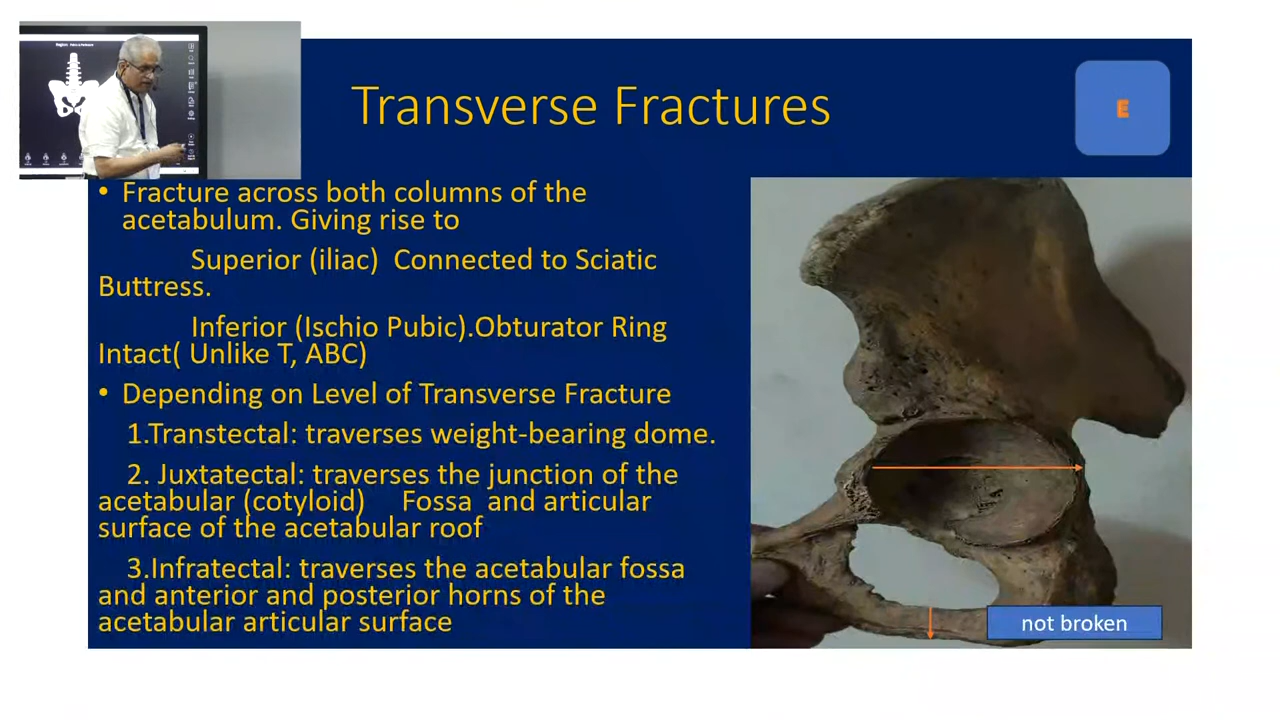 Transverse Fractures
E
• Fracture across both columns of the
acetabulum. Giving rise to
Superior (iliac) Connected to Sciatic
Buttress.
Inferior (Ischio Pubic).Obturator Ring
Intact( Unlike T, ABC)
• Depending on Level of Transverse Fracture
1.Transtectal: traverses weight-bearing dome.
2. Juxtatectal: traverses the junction of the
acetabular (cotyloid) Fossa and articular
surface of the acetabular roof
3.Infratectal: traverses the acetabular fossa
and anterior and posterior horns of the
acetabular articular surface
not broken